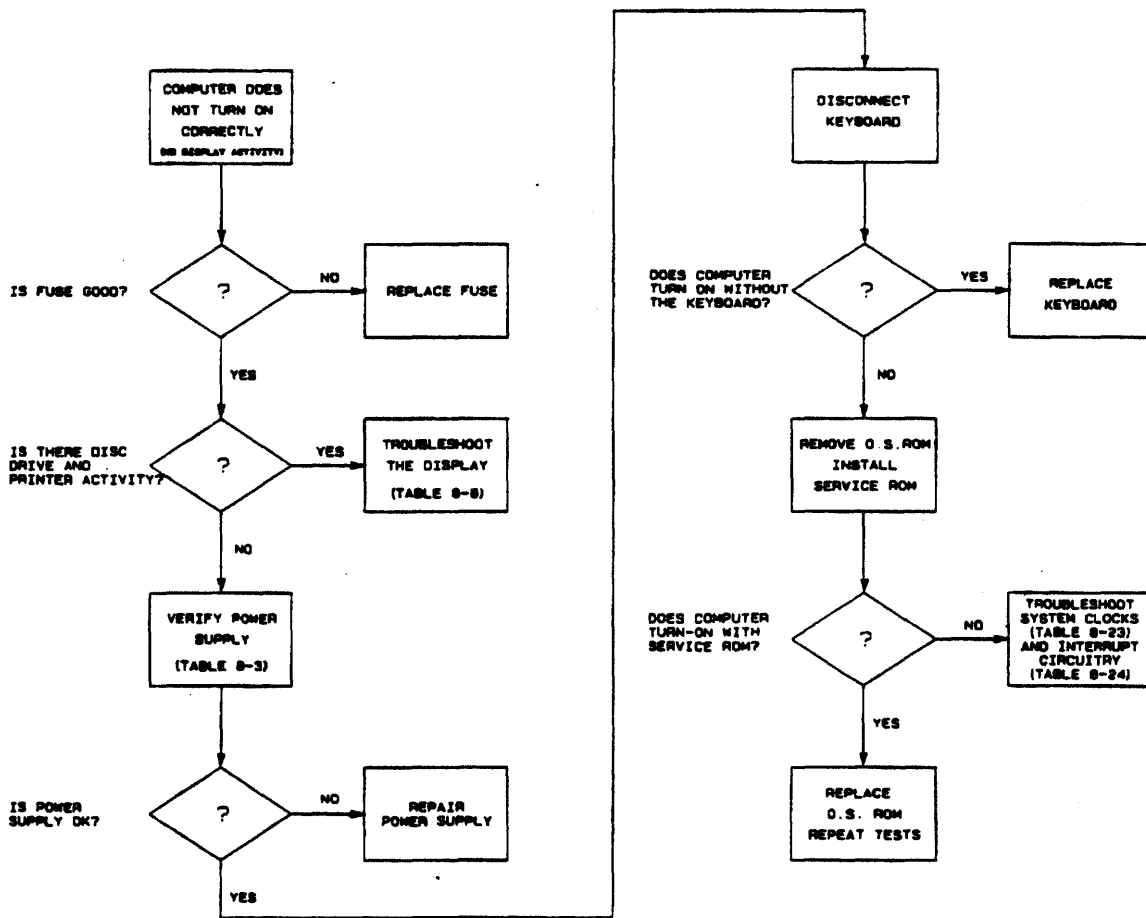 COMPUTER DOES
NOT TURN ON
CORRECTLY
(NO DISPLAY ACTIVITY)
IS FUSE GOOD?
?
NO
REPLACE FUSE
YES
IS THERE DISC
DRIVE AND
PRINTER ACTIVITY?
?
YES
TROUBLESHOOT
THE DISPLAY
(TABLE
NO
VERIFY POWER
SUPPLY
(TABLE 8-3)
IS POWER
SUPPLY OK?
?
NO
REPAIR
POWER SUPPLY
YES
DISCONNECT
KEYBOARD
DOES COMPUTER
TURN ON WITHOUT
THE KEYBOARD?
?
YES
REPLACE
KEYBOARD
NO
REMOVE O.S.ROM
INSTALL
SERVICE ROM
DOES COMPUTER
TURN-ON WITH
SERVICE ROM?
?
NO
TROUBLESHOOT
SYSTEM CLOCKS
(TABLE 8-23)
AND INTERRUPT
CIRCUITRY
(TABLE 8-24)
YES
REPLACE
O.S. ROM
REPEAT TESTS